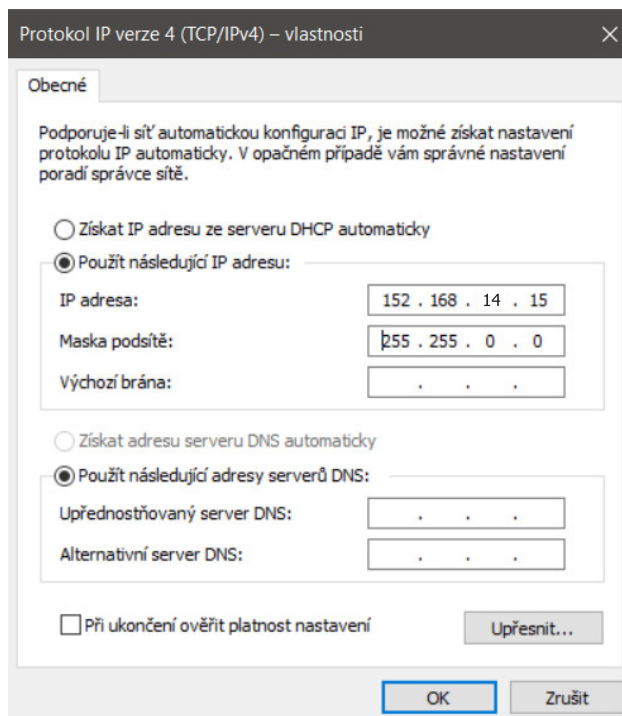 Protokol IP verze 4 (TCP/IPv4) – vlastnosti
Obecné
Podporuje-li síť automatickou konfiguraci IP, je možné získat nastavení
protokolu IP automaticky. V opačném případě vám správné nastavení
poradí správce sítě.
Získat IP adresu ze serveru DHCP automaticky
Použít následující IP adresu:
IP adresa: 152 . 168 . 14 . 15
Maska podsítě: 255 . 255 . 0 . 0
Výchozí brána: . . .
Získat adresu serveru DNS automaticky
Použít následující adresy serverů DNS:
Upřednostňovaný server DNS: . . .
Alternativní server DNS: . . .
Při ukončení ověřit platnost nastavení
Upřesnit...
OK Zrušit